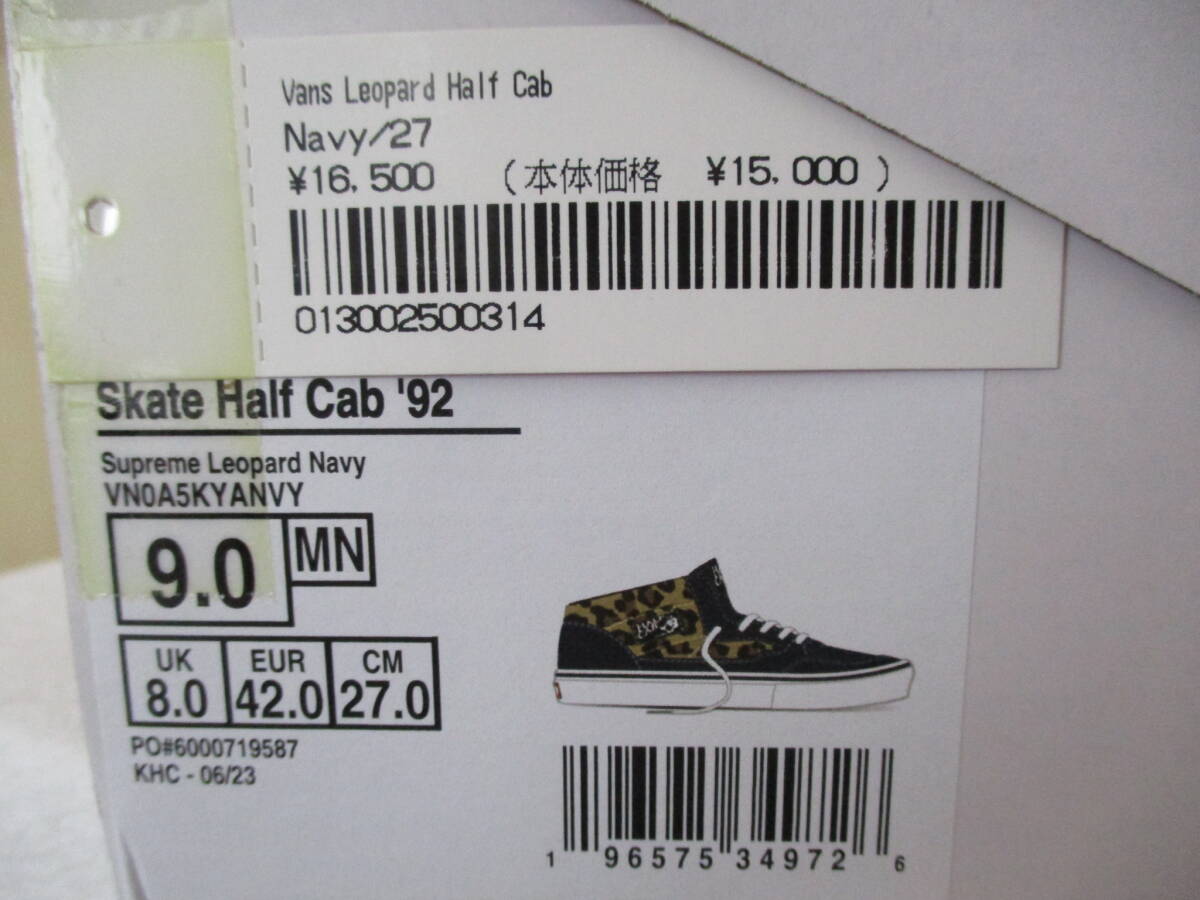 Vans Leopard Half Cab
Navy/27
¥16,500 (本体価格 ¥15,000)
013002500314
Skate Half Cab '92
Supreme Leopard Navy
VN0A5KYANVY
9.0 MN
UK EUR CM
8.0 42.0 27.0
PO#6000719587
KHC - 06/23
1 96575 34972 6